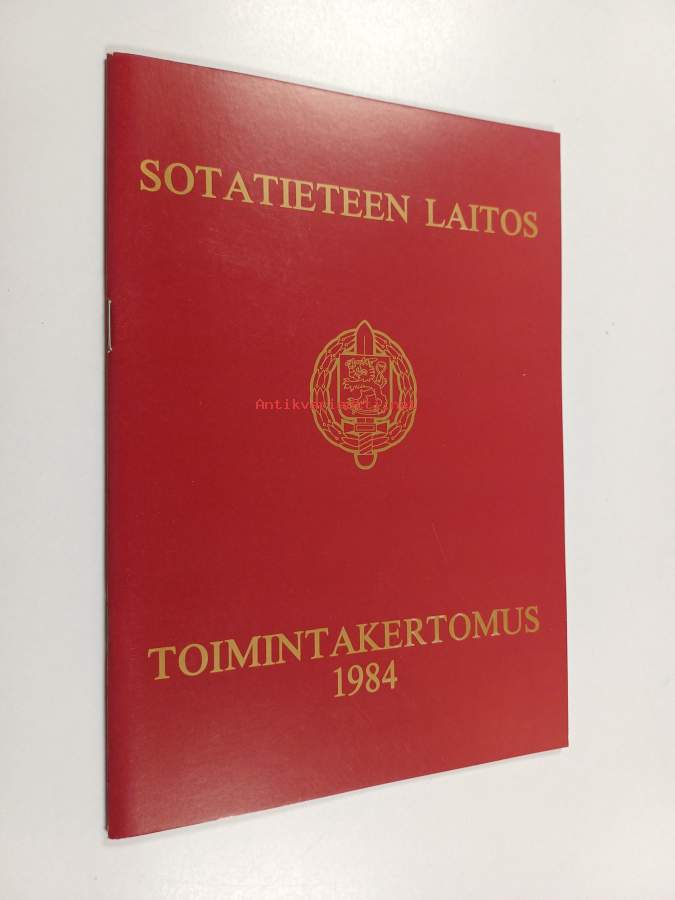 SOTATIETEEN LAITOS
TOIMINTAKERTOMUS
1984